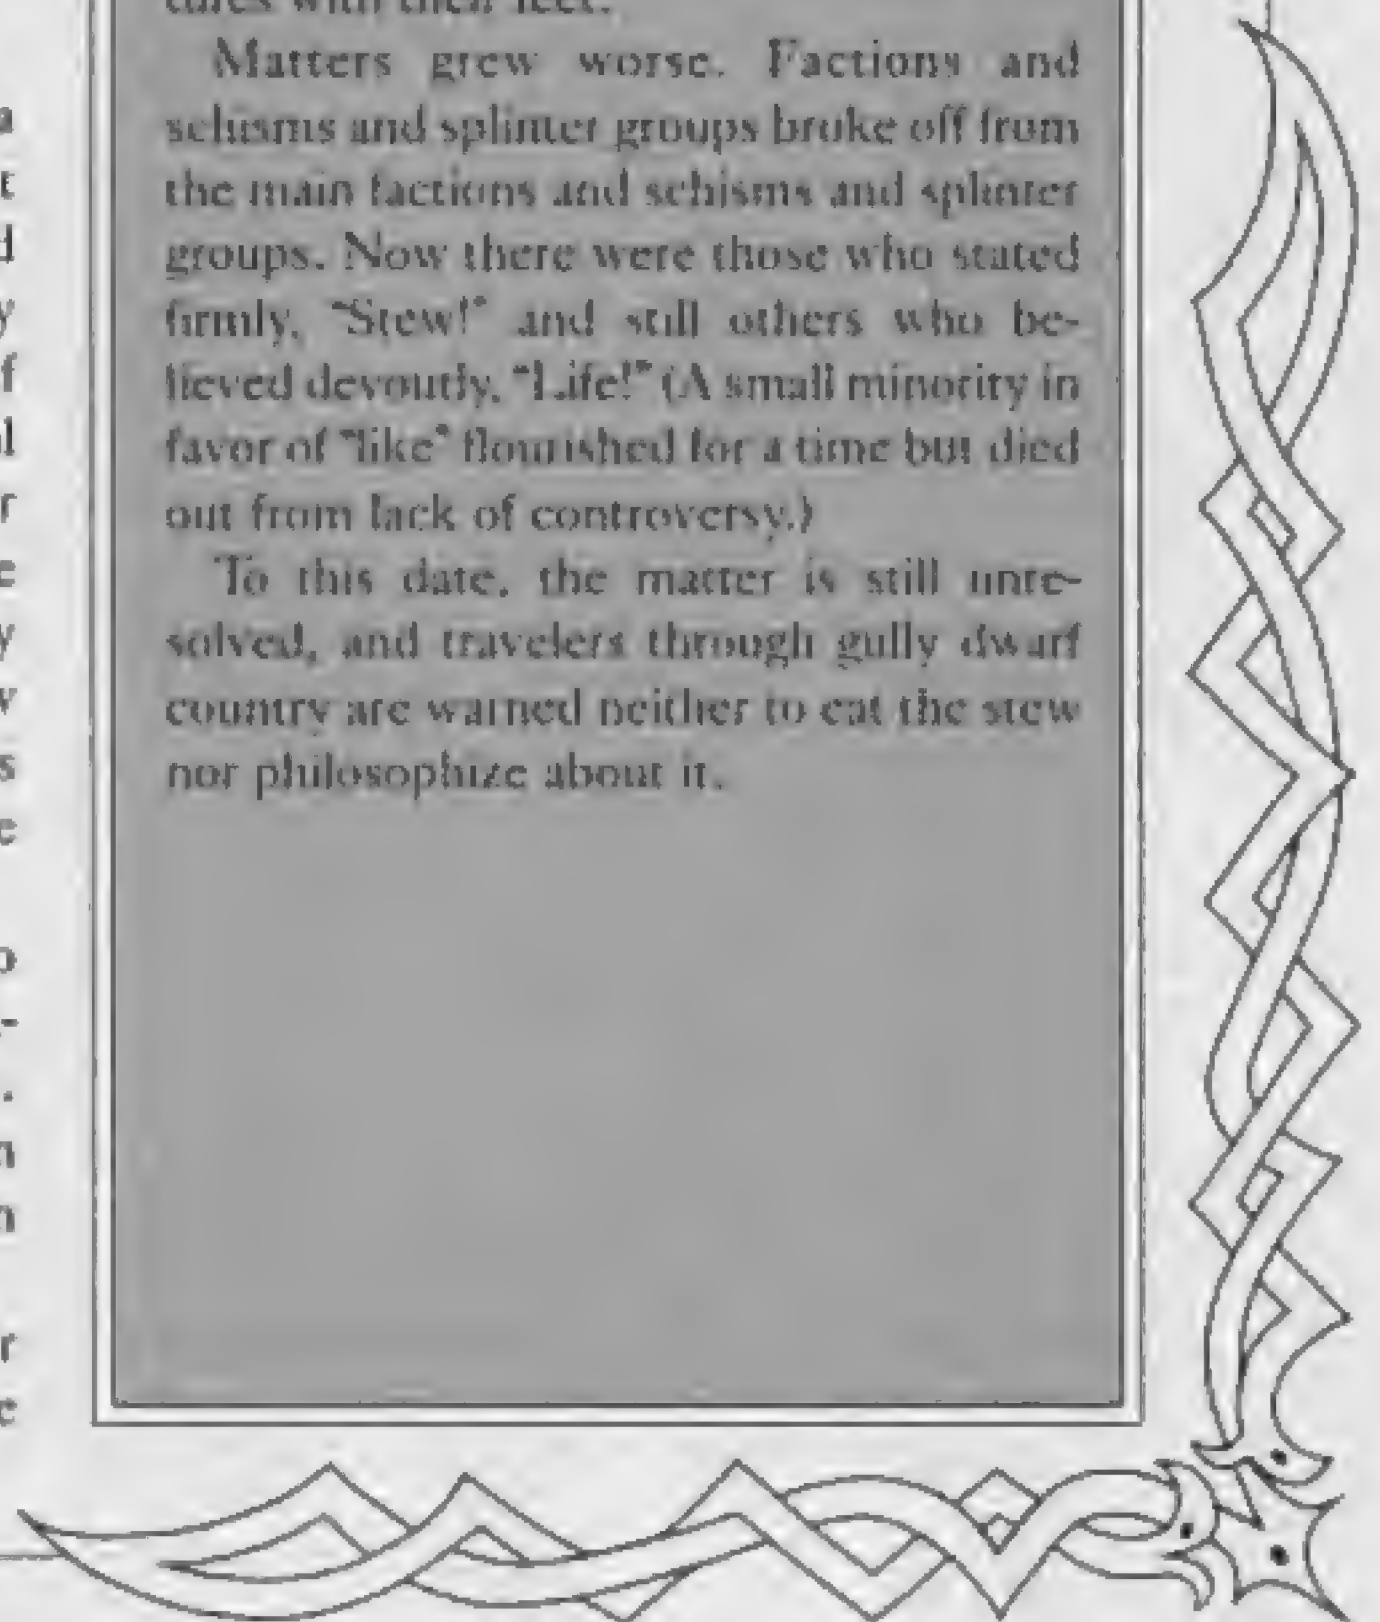 tures with their feet.
Matters grew worse. Factions and
schisms and splinter groups broke off from
the main factions and schisms and splinter
groups. Now there were those who stated
firmly, "Stew!" and still others who be-
lieved devoutly, "Life!" (A small minority in
favor of "like" flourished for a time but died
out from lack of controversy.)
To this date, the matter is still unre-
solved, and travelers through gully dwarf
country are warned neither to eat the stew
nor philosophize about it.